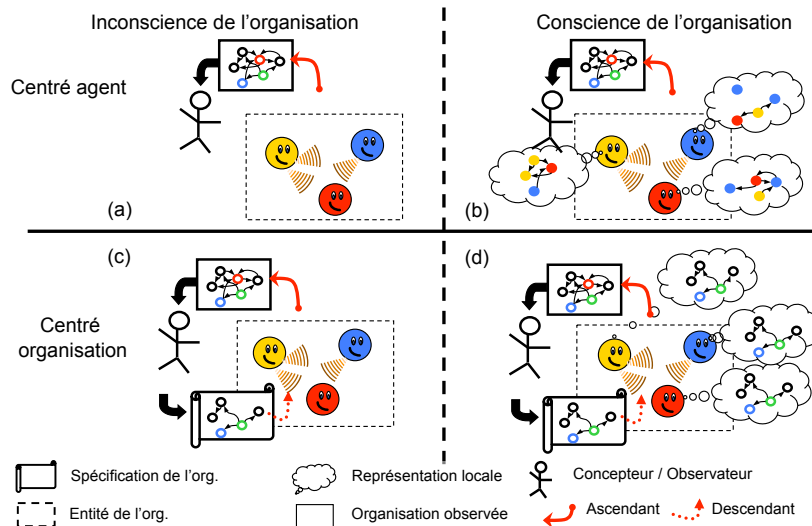 Inconscience de l'organisation
Conscience de l'organisation
Centré agent
(a)
(b)
(c)
(d)
Centré
organisation
Spécification de l'org.
Représentation locale
Concepteur / Observateur
Entité de l'org.
Organisation observée
Ascendant
Descendant